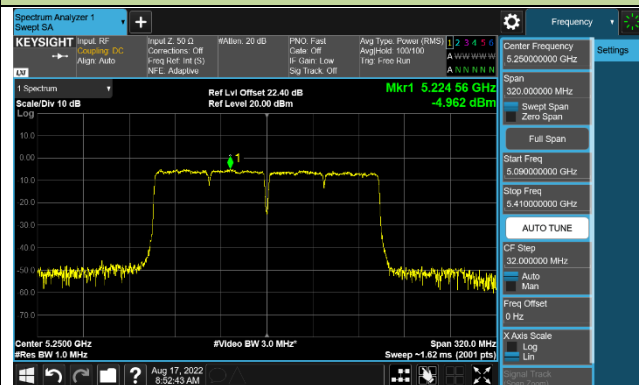 Spectrum Analyzer 1
Swept SA
Frequency
KEYSIGHT
Input: RF
Coupling: DC
Align: Auto
Input Z: 50 Ω
Corrections: Off
Freq Ref: Int (S)
NFE: Adaptive
#Atten: 20 dB
PNO: Fast
Gate: Off
IF Gain: Low
Sig Track: Off
Avg Type: Power (RMS)
Avg|Hold: 100/100
Trig: Free Run
1 2 3 4 5 6
A W W W W W
A N N N N N
LXI
1 Spectrum
Scale/Div 10 dB
Log
Ref Lvl Offset 22.40 dB
Ref Level 20.00 dBm
Mkr1 5.224 56 GHz
-4.962 dBm
10.0
0.00
-10.0
-20.0
-30.0
-40.0
-50.0
-60.0
-70.0
1
Center 5.2500 GHz
#Res BW 1.0 MHz
#Video BW 3.0 MHz*
Span 320.0 MHz
Sweep ~1.62 ms (2001 pts)
Center Frequency
5.25000000 GHz
Settings
Span
320.000000 MHz
Swept Span
Zero Span
Full Span
Start Freq
5.09000000 GHz
Stop Freq
5.410000000 GHz
AUTO TUNE
CF Step
32.000000 MHz
Auto
Man
Freq Offset
0 Hz
X Axis Scale
Log
Lin
Signal Track
(Span Zoom)
?
Aug 17, 2022
8:52:43 AM